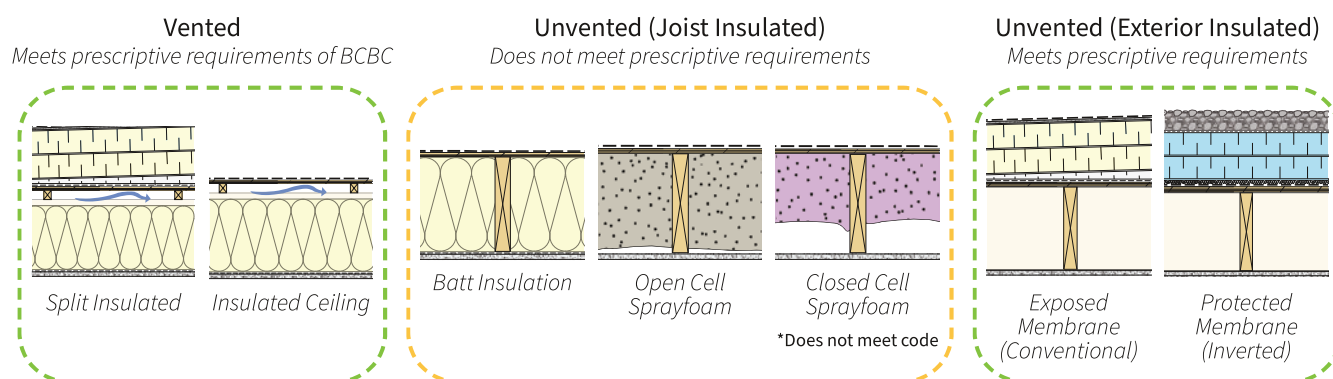 Vented
Meets prescriptive requirements of BCBC
Split Insulated
Insulated Ceiling
Unvented (Joist Insulated)
Does not meet prescriptive requirements
Batt Insulation
Open Cell
Sprayfoam
Closed Cell
Sprayfoam
*Does not meet code
Unvented (Exterior Insulated)
Meets prescriptive requirements
Exposed
Membrane
(Conventional)
Protected
Membrane
(Inverted)